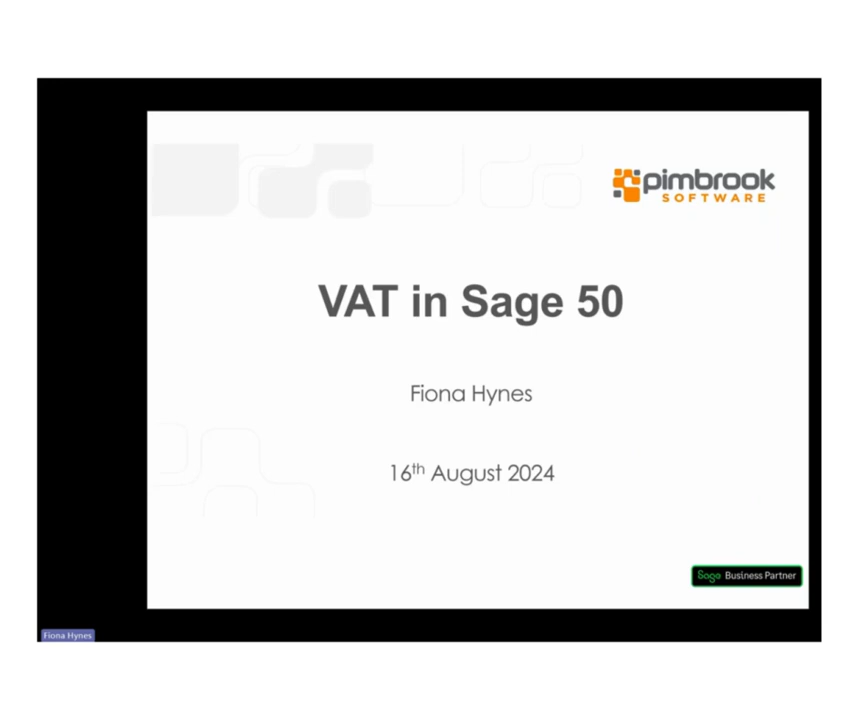 pimbrook
SOFTWARE
VAT in Sage 50
Fiona Hynes
16th August 2024
Sage Business Partner
Fiona Hynes